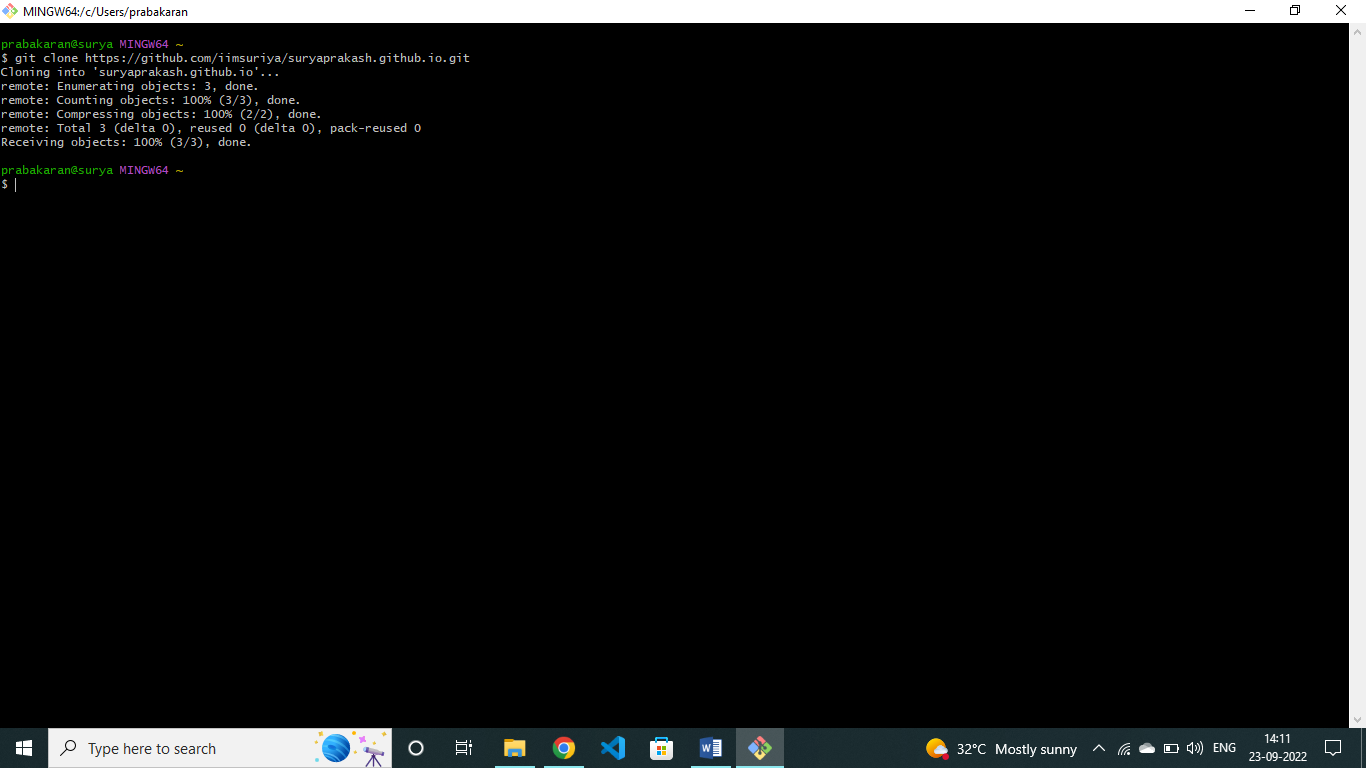 MINGW64:/c/Users/prabakaran
prabakaran@surya MINGW64 ~
$ git clone https://github.com/iimsuriya/suryaprakash.github.io.git
Cloning into 'suryaprakash.github.io'...
remote: Enumerating objects: 3, done.
remote: Counting objects: 100% (3/3), done.
remote: Compressing objects: 100% (2/2), done.
remote: Total 3 (delta 0), reused 0 (delta 0), pack-reused 0
Receiving objects: 100% (3/3), done.
prabakaran@surya MINGW64 ~
$
Type here to search
32°C Mostly sunny
ENG
14:11
23-09-2022